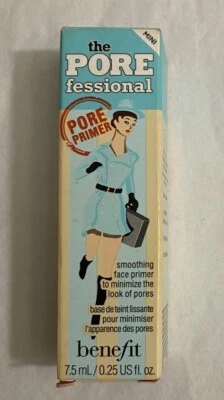 the
PORE
fessional
MINI
PORE
PRIMER
smoothing
face primer
to minimize the
look of pores
base de teint lissante
pour minimiser
l'apparence des pores
benefit
7.5 mL / 0.25 US fl. oz.